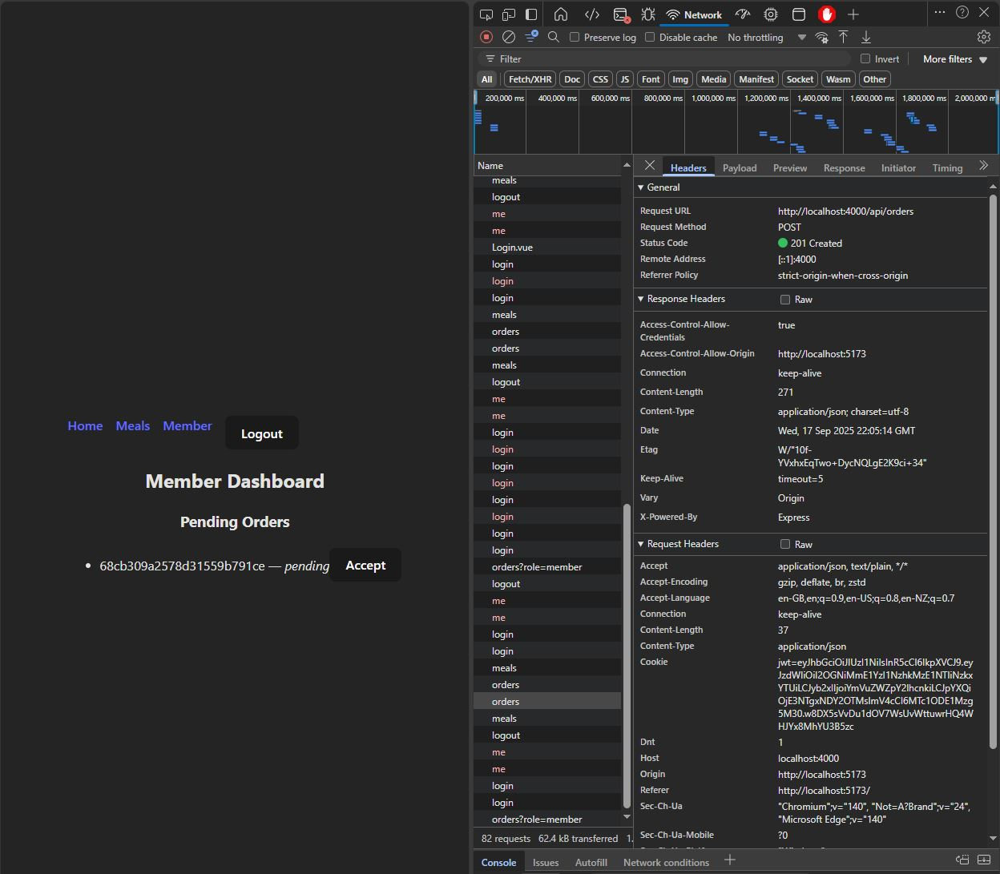 Home Meals Member Logout
Member Dashboard
Pending Orders
• 68cb309a2578d31559b791ce — pending Accept
Network
Preserve log Disable cache No throttling
Filter Invert More filters
All Fetch/XHR Doc CSS JS Font Img Media Manifest Socket Wasm Other
200,000 ms 400,000 ms 600,000 ms 800,000 ms 1,000,000 ms 1,200,000 ms 1,400,000 ms 1,600,000 ms 1,800,000 ms 2,000,000 m
Name
meals
logout
me
me
Login.vue
login
login
login
meals
orders
orders
meals
logout
me
me
login
login
login
login
login
login
login
login
orders?role=member
logout
me
me
login
login
meals
orders
orders
meals
logout
me
me
login
login
orders?role=member
82 requests 62.4 kB transferred 1.
Headers Payload Preview Response Initiator Timing
General
Request URL http://localhost:4000/api/orders
Request Method POST
Status Code 201 Created
Remote Address [::1]:4000
Referrer Policy strict-origin-when-cross-origin
Response Headers Raw
Access-Control-Allow-Credentials true
Access-Control-Allow-Origin http://localhost:5173
Connection keep-alive
Content-Length 271
Content-Type application/json; charset=utf-8
Date Wed, 17 Sep 2025 22:05:14 GMT
Etag W/"10f-
YVxhxEqTwo+DycNQLgE2K9ci+34"
Keep-Alive timeout=5
Vary Origin
X-Powered-By Express
Request Headers Raw
Accept application/json, text/plain, */*
Accept-Encoding gzip, deflate, br, zstd
Accept-Language en-GB,en;q=0.9,en-US;q=0.8,en-NZ;q=0.7
Connection keep-alive
Content-Length 37
Content-Type application/json
Cookie
Dnt 1
Host localhost:4000
Origin http://localhost:5173
Referer http://localhost:5173/
Sec-Ch-Ua "Chromium";v="140", "Not=A?Brand";v="24",
"Microsoft Edge";v="140"
Sec-Ch-Ua-Mobile ?0
Console Issues Autofill Network conditions